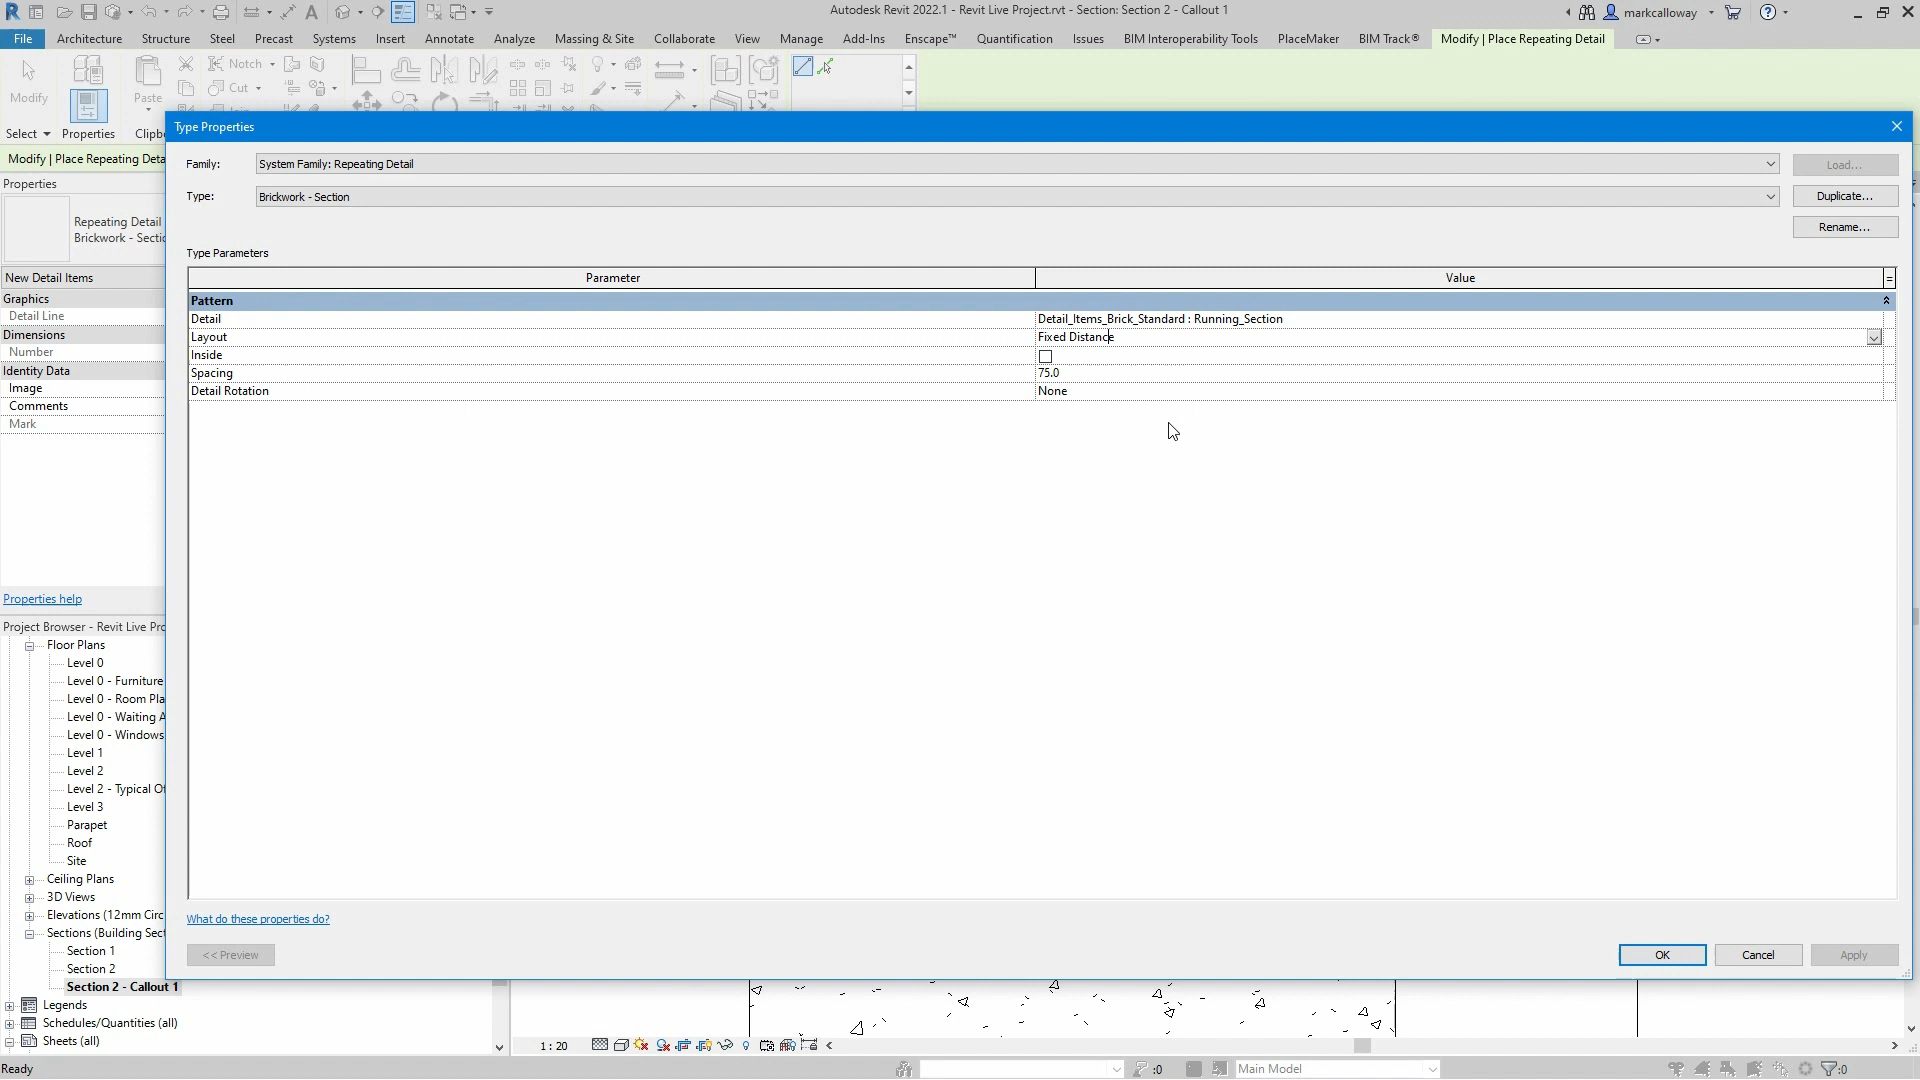 Autodesk Revit 2022.1 - Revit Live Project.rvt - Section: Section 2 - Callout 1
markcalloway
File Architecture Structure Steel Precast Systems Insert Annotate Analyze Massing & Site Collaborate View Manage Add-Ins Enscape™ Quantification Issues BIM Interoperability Tools PlaceMaker BIM Track® Modify | Place Repeating Detail
Notch
Cut
Modify
Paste
Select Properties
Modify | Place Repeating Deta
Type Properties
Family: System Family: Repeating Detail Load...
Type: Brickwork - Section Duplicate...
Rename...
Type Parameters
Parameter Value =
Pattern
Detail Detail_Items_Brick_Standard : Running_Section
Layout Fixed Distance
Inside
Spacing 75.0
Detail Rotation None
What do these properties do?
<< Preview
OK Cancel Apply
Properties
Repeating Detail
Brickwork - Sectio
New Detail Items
Graphics
Detail Line
Dimensions
Number
Identity Data
Image
Comments
Mark
Properties help
Project Browser - Revit Live Pro
Floor Plans
Level 0
Level 0 - Furniture
Level 0 - Room Pla
Level 0 - Waiting A
Level 0 - Windows
Level 1
Level 2
Level 2 - Typical Of
Level 3
Parapet
Roof
Site
Ceiling Plans
3D Views
Elevations (12mm Circ
Sections (Building Sect
Section 1
Section 2
Section 2 - Callout 1
Legends
Schedules/Quantities (all)
Sheets (all)
1 : 20
Ready
:0
Main Model
:0